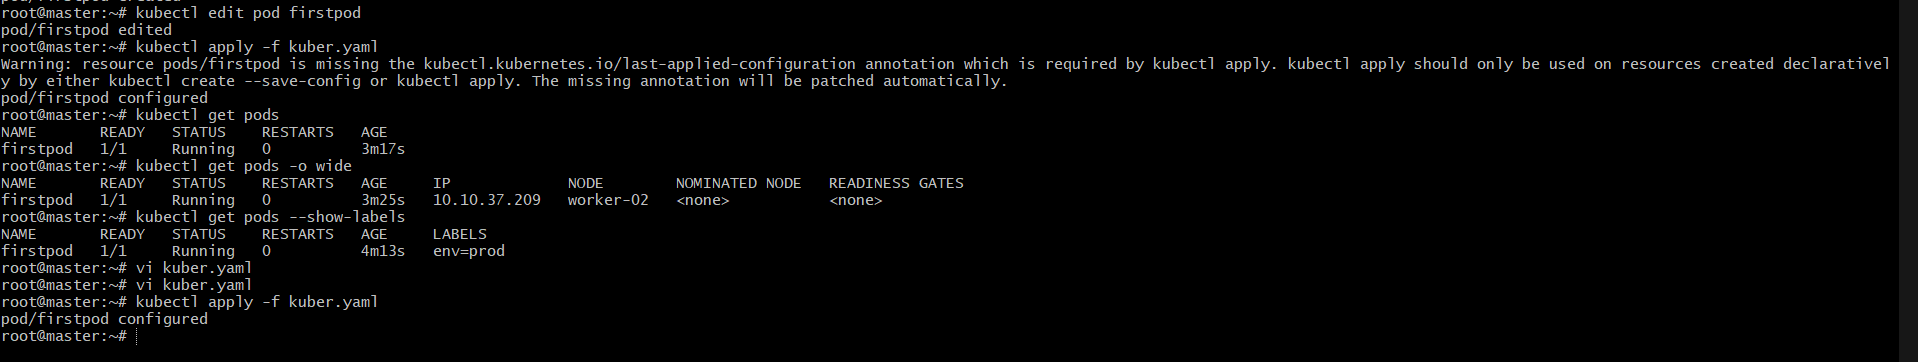 root@master:~# kubectl edit pod firstpod
pod/firstpod edited
root@master:~# kubectl apply -f kuber.yaml
Warning: resource pods/firstpod is missing the kubectl.kubernetes.io/last-applied-configuration annotation which is required by kubectl apply. kubectl apply should only be used on resources created declarativel
y by either kubectl create --save-config or kubectl apply. The missing annotation will be patched automatically.
pod/firstpod configured
root@master:~# kubectl get pods
NAME       READY   STATUS    RESTARTS   AGE
firstpod   1/1     Running   0          3m17s
root@master:~# kubectl get pods -o wide
NAME       READY   STATUS    RESTARTS   AGE     IP             NODE        NOMINATED NODE   READINESS GATES
firstpod   1/1     Running   0          3m25s   10.10.37.209   worker-02   <none>           <none>
root@master:~# kubectl get pods --show-labels
NAME       READY   STATUS    RESTARTS   AGE     LABELS
firstpod   1/1     Running   0          4m13s   env=prod
root@master:~# vi kuber.yaml
root@master:~# vi kuber.yaml
root@master:~# kubectl apply -f kuber.yaml
pod/firstpod configured
root@master:~#